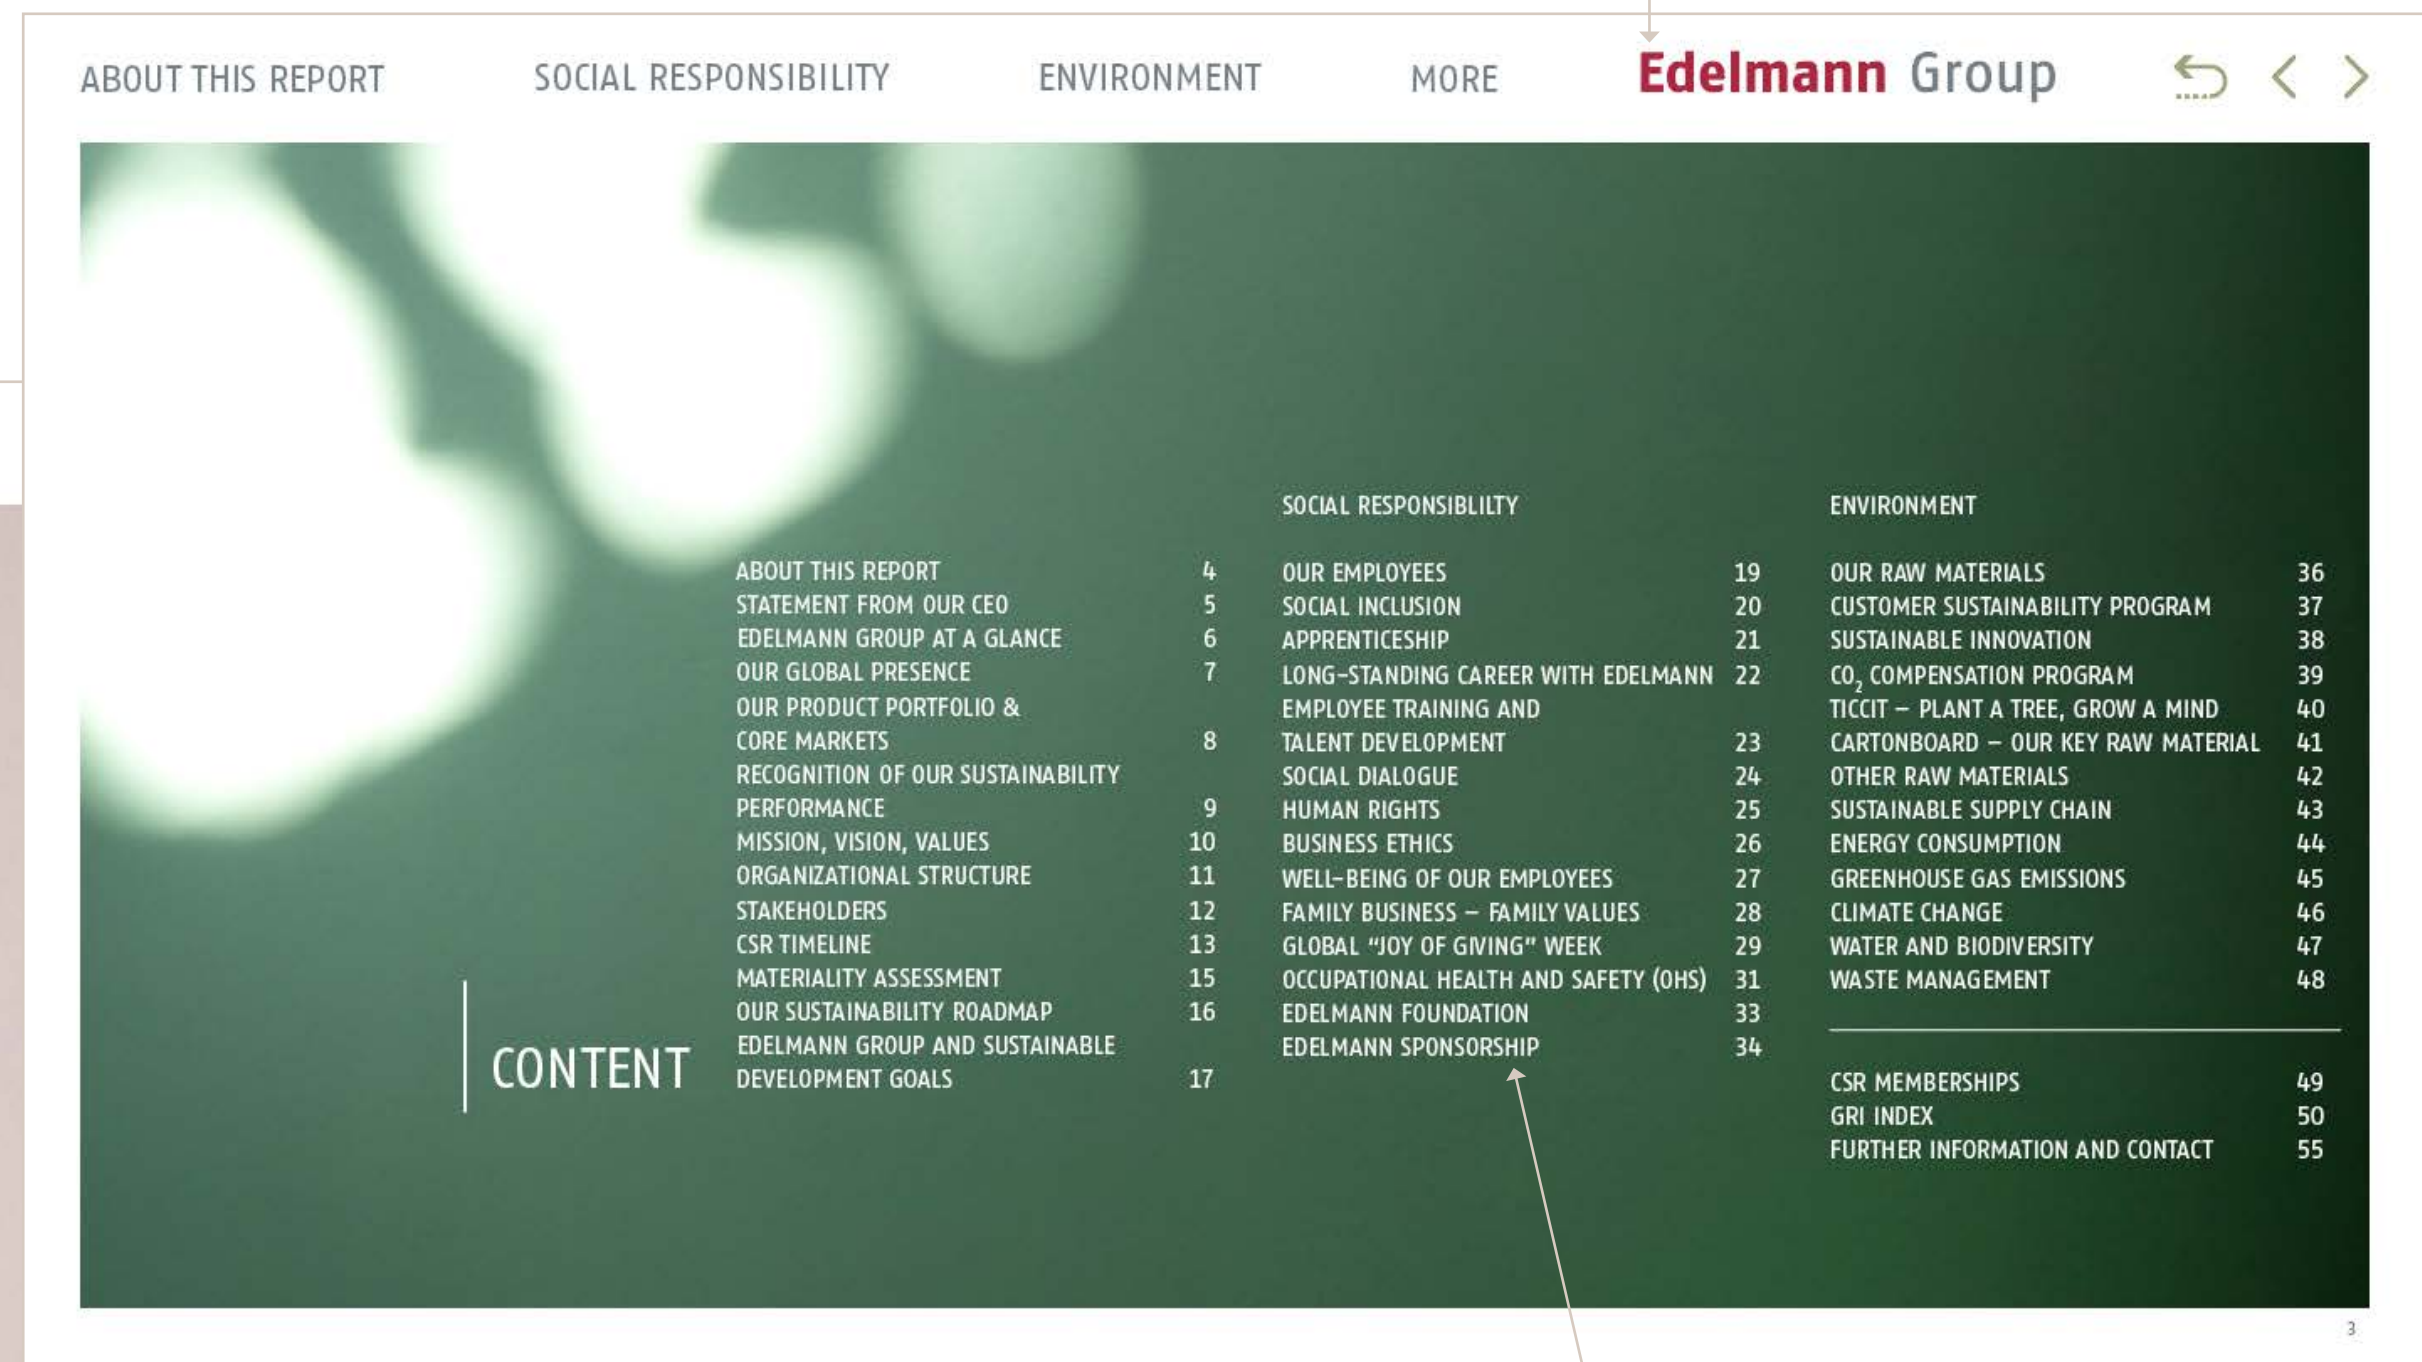 ABOUT THIS REPORT
SOCIAL RESPONSIBILITY
ENVIRONMENT
MORE
Edelmann Group
CONTENT
ABOUT THIS REPORT 4
STATEMENT FROM OUR CEO 5
EDELMANN GROUP AT A GLANCE 6
OUR GLOBAL PRESENCE 7
OUR PRODUCT PORTFOLIO &
CORE MARKETS 8
RECOGNITION OF OUR SUSTAINABILITY
PERFORMANCE 9
MISSION, VISION, VALUES 10
ORGANIZATIONAL STRUCTURE 11
STAKEHOLDERS 12
CSR TIMELINE 13
MATERIALITY ASSESSMENT 15
OUR SUSTAINABILITY ROADMAP 16
EDELMANN GROUP AND SUSTAINABLE
DEVELOPMENT GOALS 17
SOCIAL RESPONSIBLILTY
OUR EMPLOYEES 19
SOCIAL INCLUSION 20
APPRENTICESHIP 21
LONG-STANDING CAREER WITH EDELMANN 22
EMPLOYEE TRAINING AND
TALENT DEVELOPMENT 23
SOCIAL DIALOGUE 24
HUMAN RIGHTS 25
BUSINESS ETHICS 26
WELL-BEING OF OUR EMPLOYEES 27
FAMILY BUSINESS – FAMILY VALUES 28
GLOBAL “JOY OF GIVING” WEEK 29
OCCUPATIONAL HEALTH AND SAFETY (OHS) 31
EDELMANN FOUNDATION 33
EDELMANN SPONSORSHIP 34
ENVIRONMENT
OUR RAW MATERIALS 36
CUSTOMER SUSTAINABILITY PROGRAM 37
SUSTAINABLE INNOVATION 38
CO₂ COMPENSATION PROGRAM 39
TICCIT – PLANT A TREE, GROW A MIND 40
CARTONBOARD – OUR KEY RAW MATERIAL 41
OTHER RAW MATERIALS 42
SUSTAINABLE SUPPLY CHAIN 43
ENERGY CONSUMPTION 44
GREENHOUSE GAS EMISSIONS 45
CLIMATE CHANGE 46
WATER AND BIODIVERSITY 47
WASTE MANAGEMENT 48
CSR MEMBERSHIPS 49
GRI INDEX 50
FURTHER INFORMATION AND CONTACT 55
3